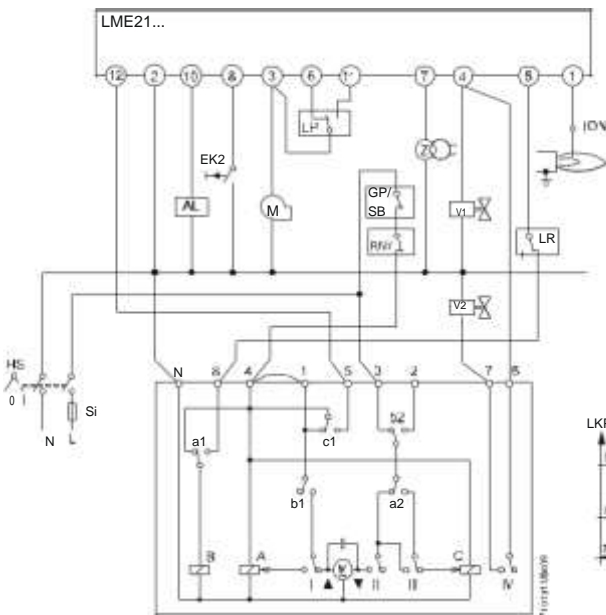 LME21...
12 2 10 8 3 6 11 7 4 5 1
LP
ION
EK2
Z
GP/
SB
AL
M
V1
LR
R/W
V2
HS
0 I
Si
N L
N 8 4 1 5 3 2 7 6
LKP
a1
c1
b2
b1
a2
B A I M II III C IV